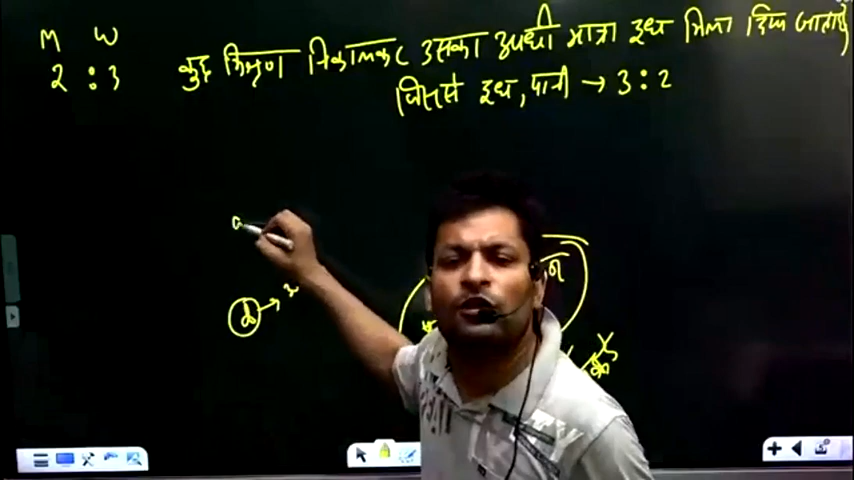 M W
2 : 3
कुछ मिश्रण निकालकर उसका आधी मात्रा दूध मिला दिया जाता है
जिससे दूध, पानी → 3 : 2